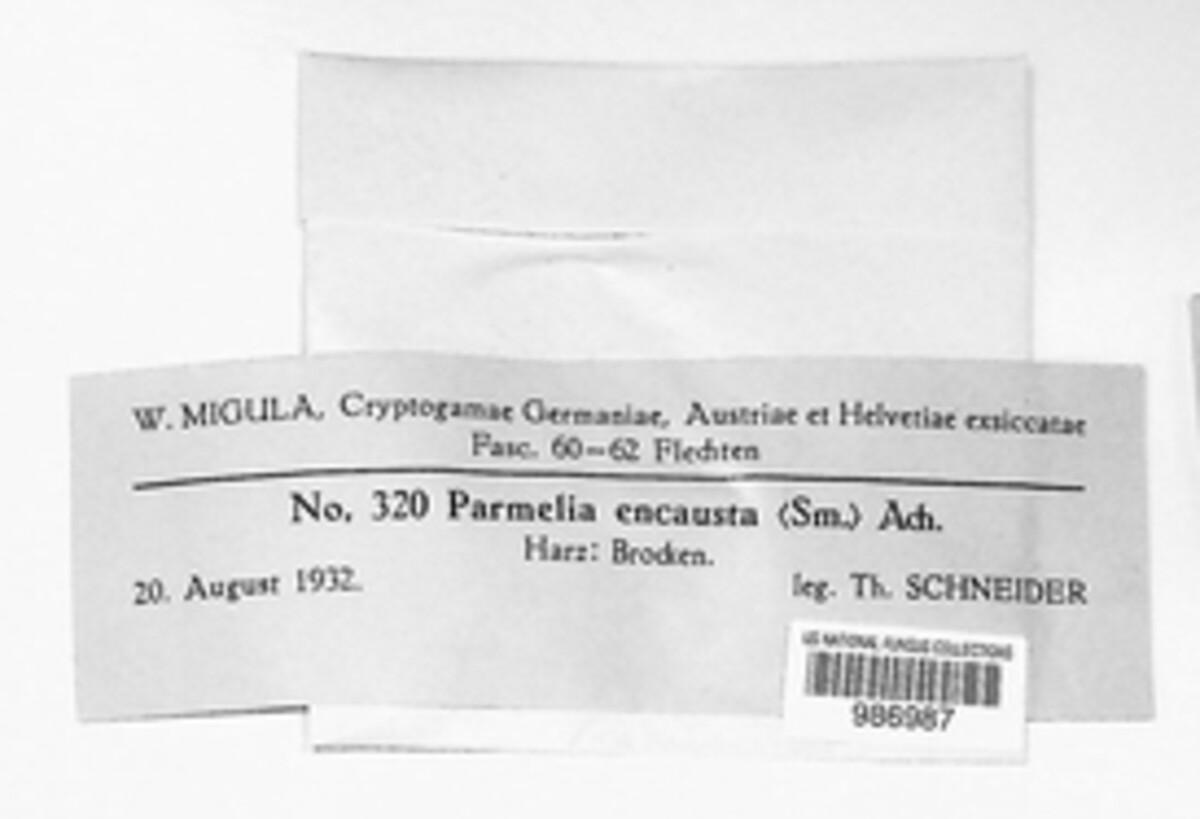 W. MIGULA, Cryptogamae Germaniae, Austriae et Helvetiae exsiccatae
Fasc. 60—62 Flechten
No. 320 Parmelia encausta (Sm.) Ach.
Harz: Brocken.
20. August 1932.
leg. Th. SCHNEIDER
US NATIONAL FUNGUS COLLECTIONS
986987